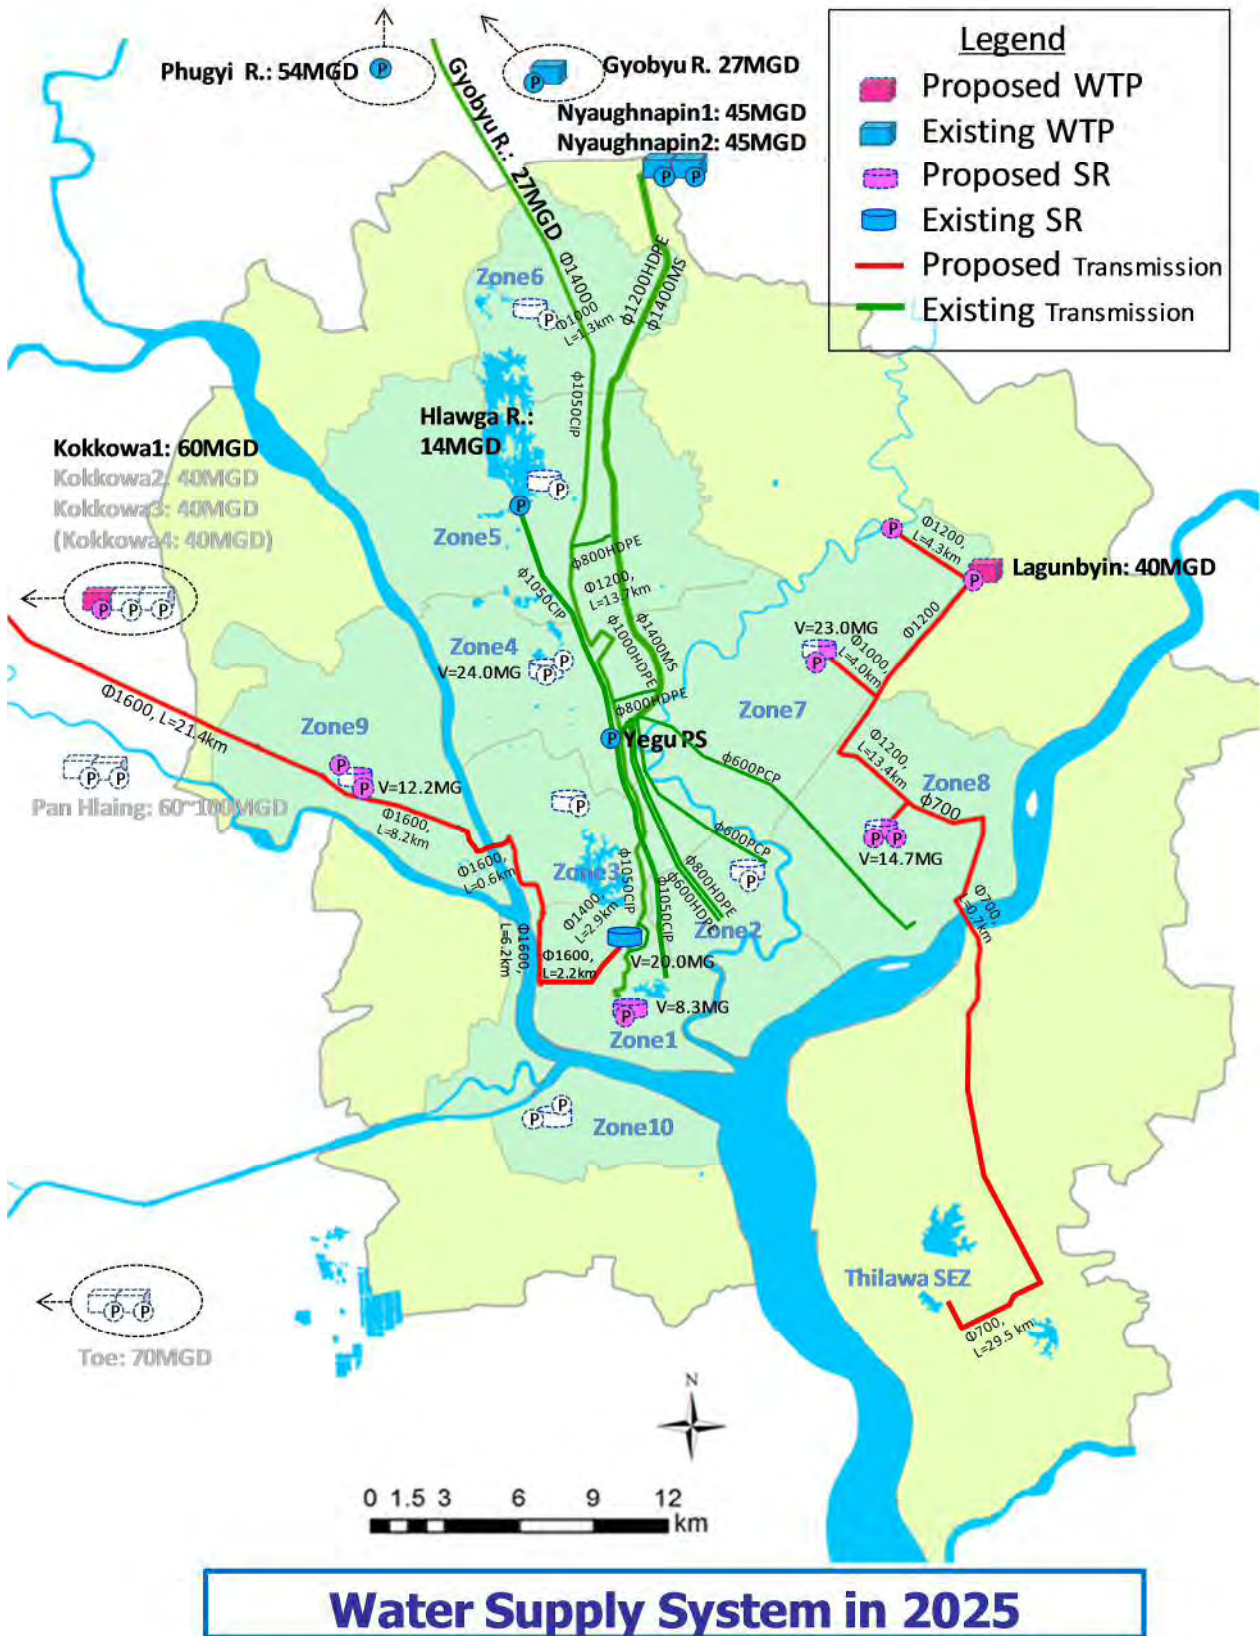 Legend
Proposed WTP
Existing WTP
Proposed SR
Existing SR
Proposed Transmission
Existing Transmission
Phugyi R.: 54MGD
P
P
Gyobyu R. 27MGD
Nyaughnapin1: 45MGD
Nyaughnapin2: 45MGD
P
P
Gyobyu R.: 27MGD
Φ1400S
Φ1000
L=1.3km
ϕ1200HDPE
ϕ1400MS
Zone6
P
ϕ1050CIP
Hlawga R.:
14MGD
P
P
Kokkowa1: 60MGD
Kokkowa2: 40MGD
Kokkowa3: 40MGD
(Kokkowa4: 40MGD)
P
P
P
Zone5
ϕ800HDPE
ϕ1050CIP
Φ1200,
L=13.7km
ϕ1000HDPE
ϕ1400MS
P
Φ1200,
L=4.3km
P
Lagunbyin: 40MGD
Φ1200
V=23.0MG
P
Φ1000,
L=4.0km
Zone4
V=24.0MG
P
P
ϕ800HDPE
P
Yegu PS
Zone7
ϕ600PCP
Φ1200,
L=13.4km
Zone8
ϕ700
P
P
V=14.7MG
Φ1600, L=21.4km
Zone9
P
P
V=12.2MG
P
P
Pan Hlaing: 60~100MGD
Φ1600,
L=8.2km
Φ1600,
L=0.6km
P
ϕ600PCP
P
ϕ800HDPE
ϕ600HDPE
Zone3
Φ1400,
L=2.9km
ϕ1050CIP
ϕ1050CIP
Zone2
Φ700,
L=0.7km
Φ1600,
L=6.2km
Φ1600,
L=2.2km
V=20.0MG
P
V=8.3MG
Zone1
P
P
Zone10
Thilawa SEZ
Φ700,
L=29.5 km
P
P
Toe: 70MGD
N
0 1.5 3 6 9 12
km
Water Supply System in 2025